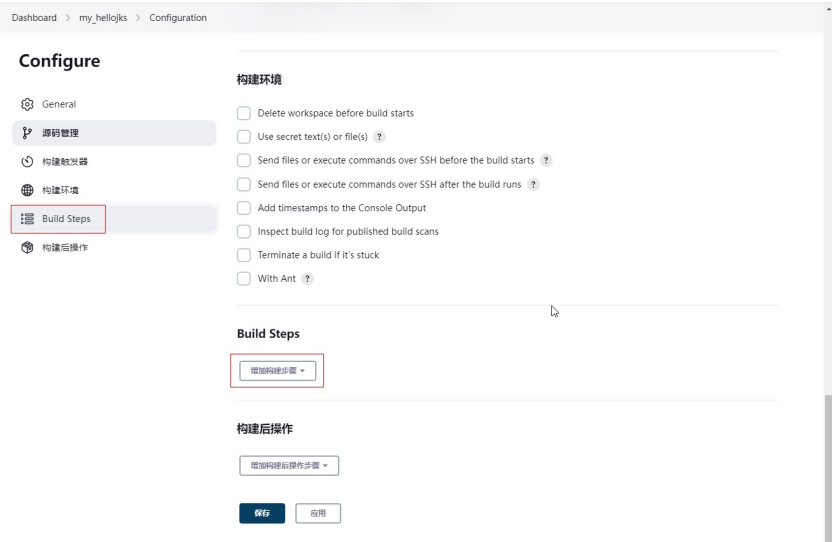 Dashboard > my_hellojks > Configuration
Configure
General
源码管理
构建触发器
构建环境
Build Steps
构建后操作
构建环境
Delete workspace before build starts
Use secret text(s) or file(s) ?
Send files or execute commands over SSH before the build starts ?
Send files or execute commands over SSH after the build runs ?
Add timestamps to the Console Output
Inspect build log for published build scans
Terminate a build if it's stuck
With Ant ?
Build Steps
增加构建步骤
构建后操作
增加构建后操作步骤
保存 应用